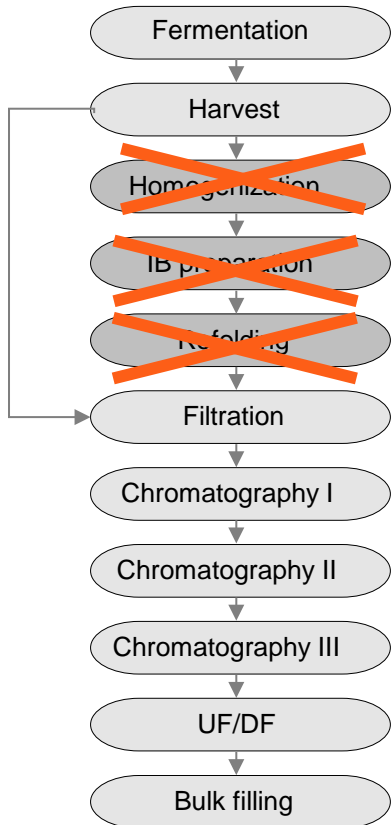 Fermentation
Harvest
Homogenization
IB preparation
Refolding
Filtration
Chromatography I
Chromatography II
Chromatography III
UF/DF
Bulk filling